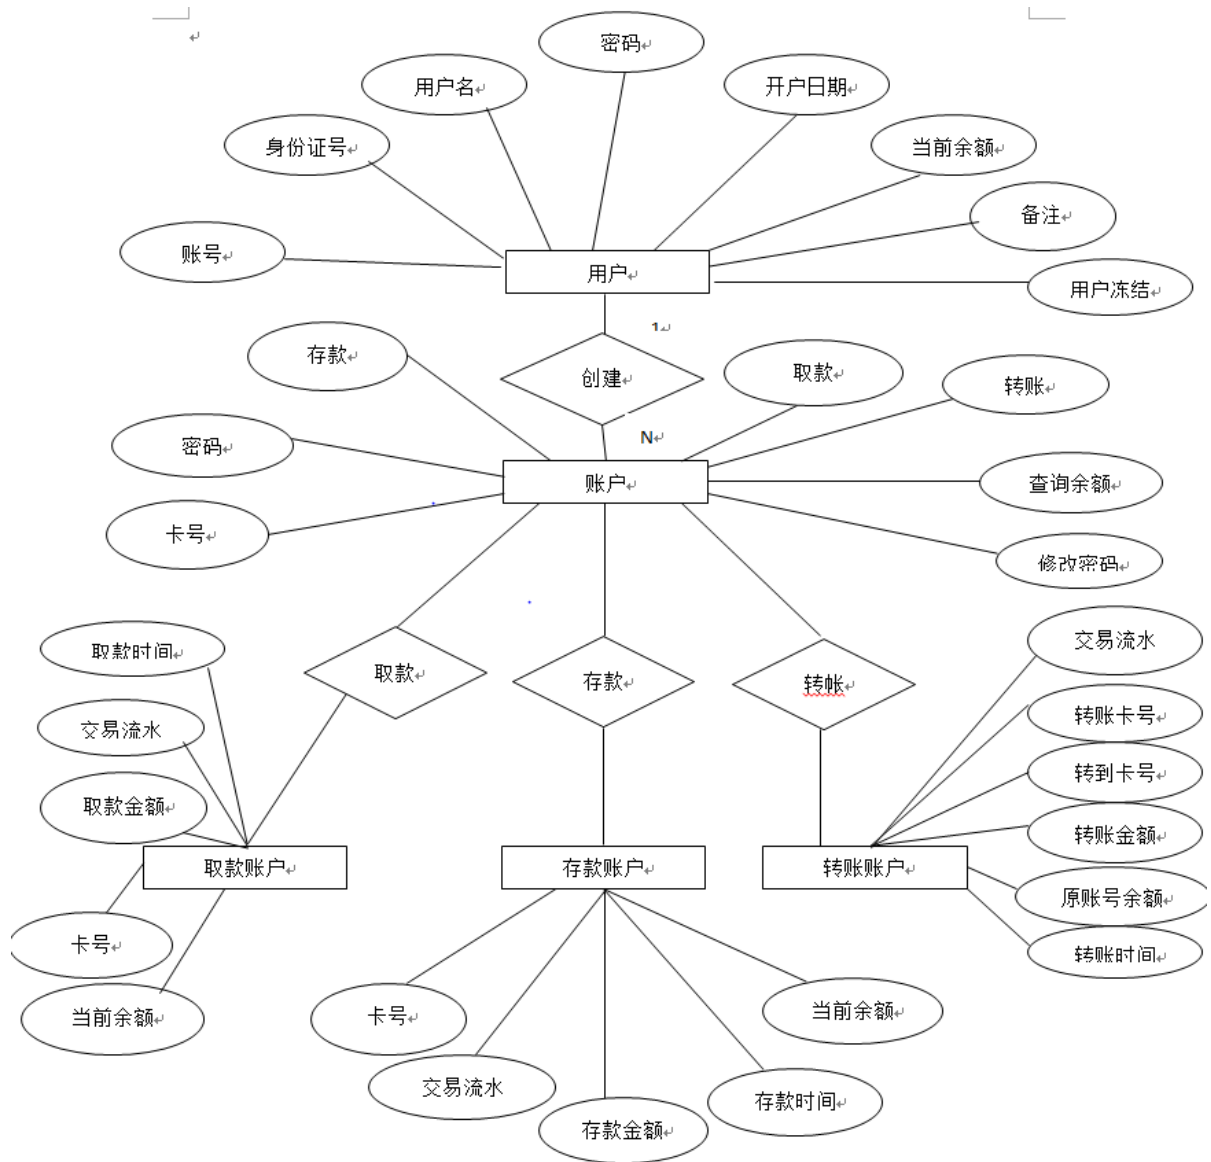 密码
用户名
开户日期
身份证号
当前余额
备注
账号
用户
用户冻结
1
存款
创建
取款
转账
密码
N
账户
查询余额
卡号
修改密码
取款时间
取款
存款
转帐
交易流水
交易流水
转账卡号
取款金额
转到卡号
转账金额
取款账户
存款账户
转账账户
原账号余额
卡号
转账时间
当前余额
卡号
当前余额
交易流水
存款时间
存款金额